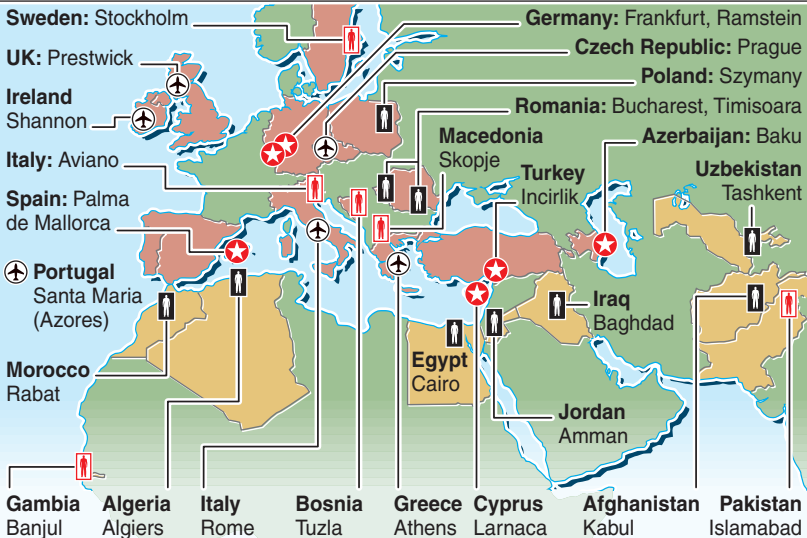 Sweden: Stockholm
Germany: Frankfurt, Ramstein
UK: Prestwick
Czech Republic: Prague
Poland: Szymany
Ireland
Shannon
Romania: Bucharest, Timisoara
Macedonia
Skopje
Azerbaijan: Baku
Italy: Aviano
Turkey
Incirlik
Uzbekistan
Tashkent
Spain: Palma
de Mallorca
Portugal
Santa Maria
(Azores)
Iraq
Baghdad
Morocco
Rabat
Egypt
Cairo
Jordan
Amman
Gambia
Banjul
Algeria
Algiers
Italy
Rome
Bosnia
Tuzla
Greece
Athens
Cyprus
Larnaca
Afghanistan
Kabul
Pakistan
Islamabad